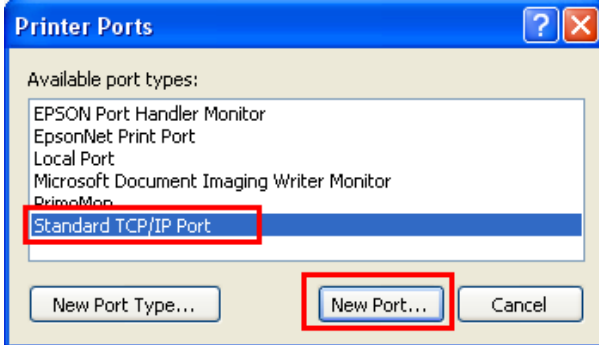 Printer Ports
Available port types:
EPSON Port Handler Monitor
EpsonNet Print Port
Local Port
Microsoft Document Imaging Writer Monitor
PrimoMon
Standard TCP/IP Port
New Port Type... New Port... Cancel